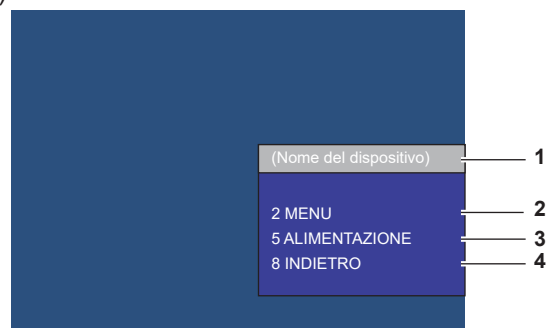 )
(Nome del dispositivo) 1
2 MENU 2
5 ALIMENTAZIONE 3
8 INDIETRO 4